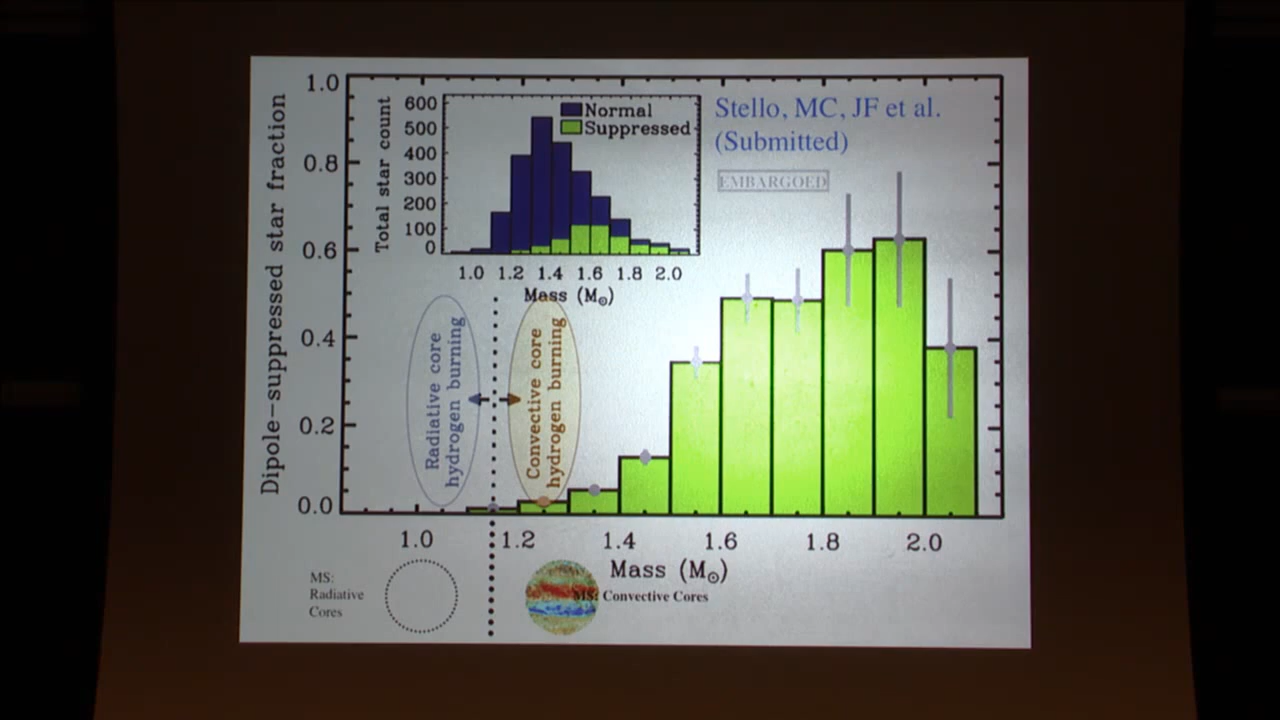 Dipole-suppressed star fraction
1.0
0.8
0.6
0.4
0.2
0.0
Total star count
600
500
400
300
200
100
0
Normal
Suppressed
1.0 1.2 1.4 1.6 1.8 2.0
Mass (M☉)
Stello, MC, JF et al.
(Submitted)
EMBARGOED
Radiative core
hydrogen burning
Convective core
hydrogen burning
1.0 1.2 1.4 1.6 1.8 2.0
Mass (M☉)
MS:
Radiative
Cores
MS: Convective Cores